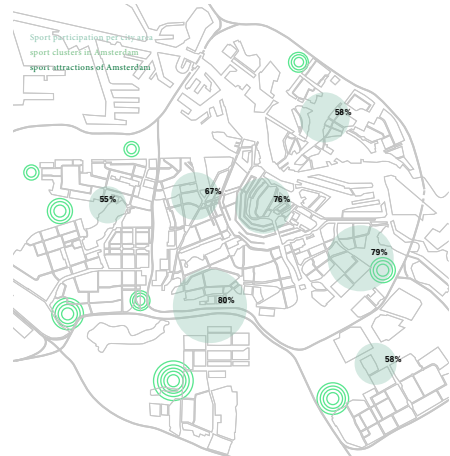 Sport participation per city area
sport clusters in Amsterdam
sport attractions of Amsterdam
58%
67%
55%
76%
79%
80%
58%